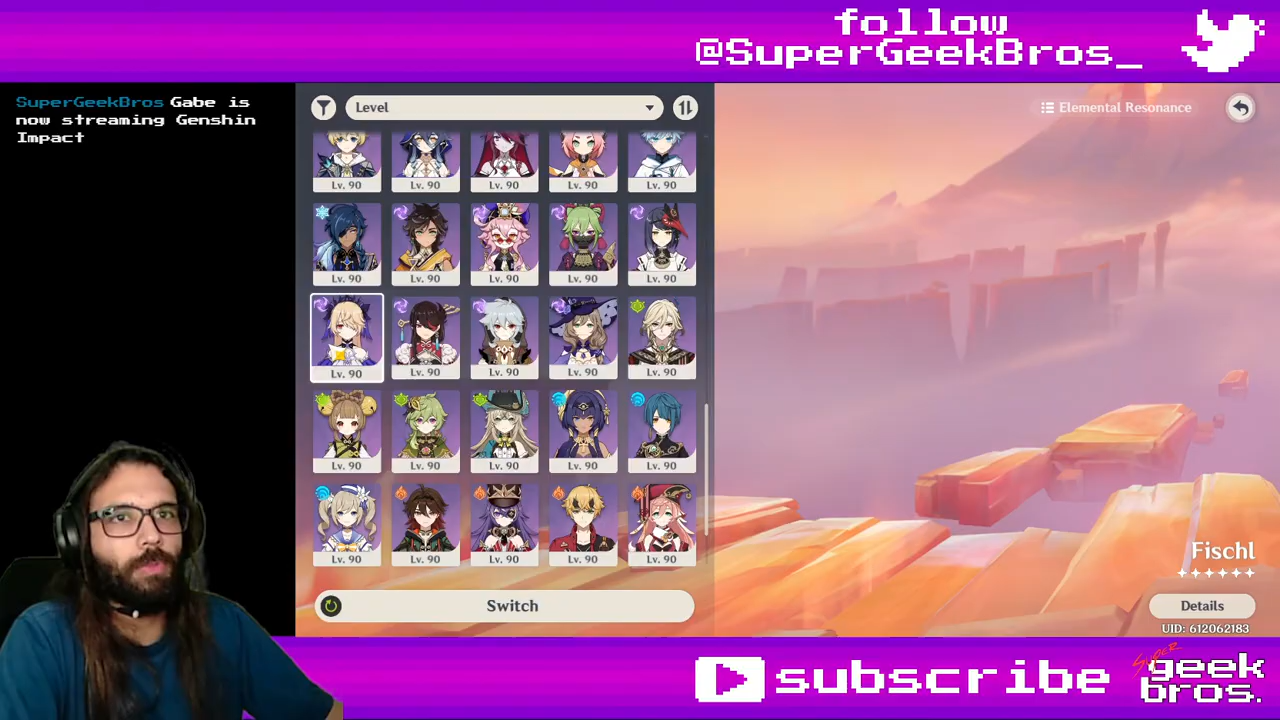 follow
@SuperGeekBros_
SuperGeekBros Gabe is
now streaming Genshin
Impact
Level
Elemental Resonance
Lv. 90 Lv. 90 Lv. 90 Lv. 90 Lv. 90
Lv. 90 Lv. 90 Lv. 90 Lv. 90 Lv. 90
Lv. 90 Lv. 90 Lv. 90 Lv. 90 Lv. 90
Lv. 90 Lv. 90 Lv. 90 Lv. 90 Lv. 90
Lv. 90 Lv. 90 Lv. 90 Lv. 90 Lv. 90
Switch
Fischl
Details
UID: 612062183
subscribe
super
geek
bros.